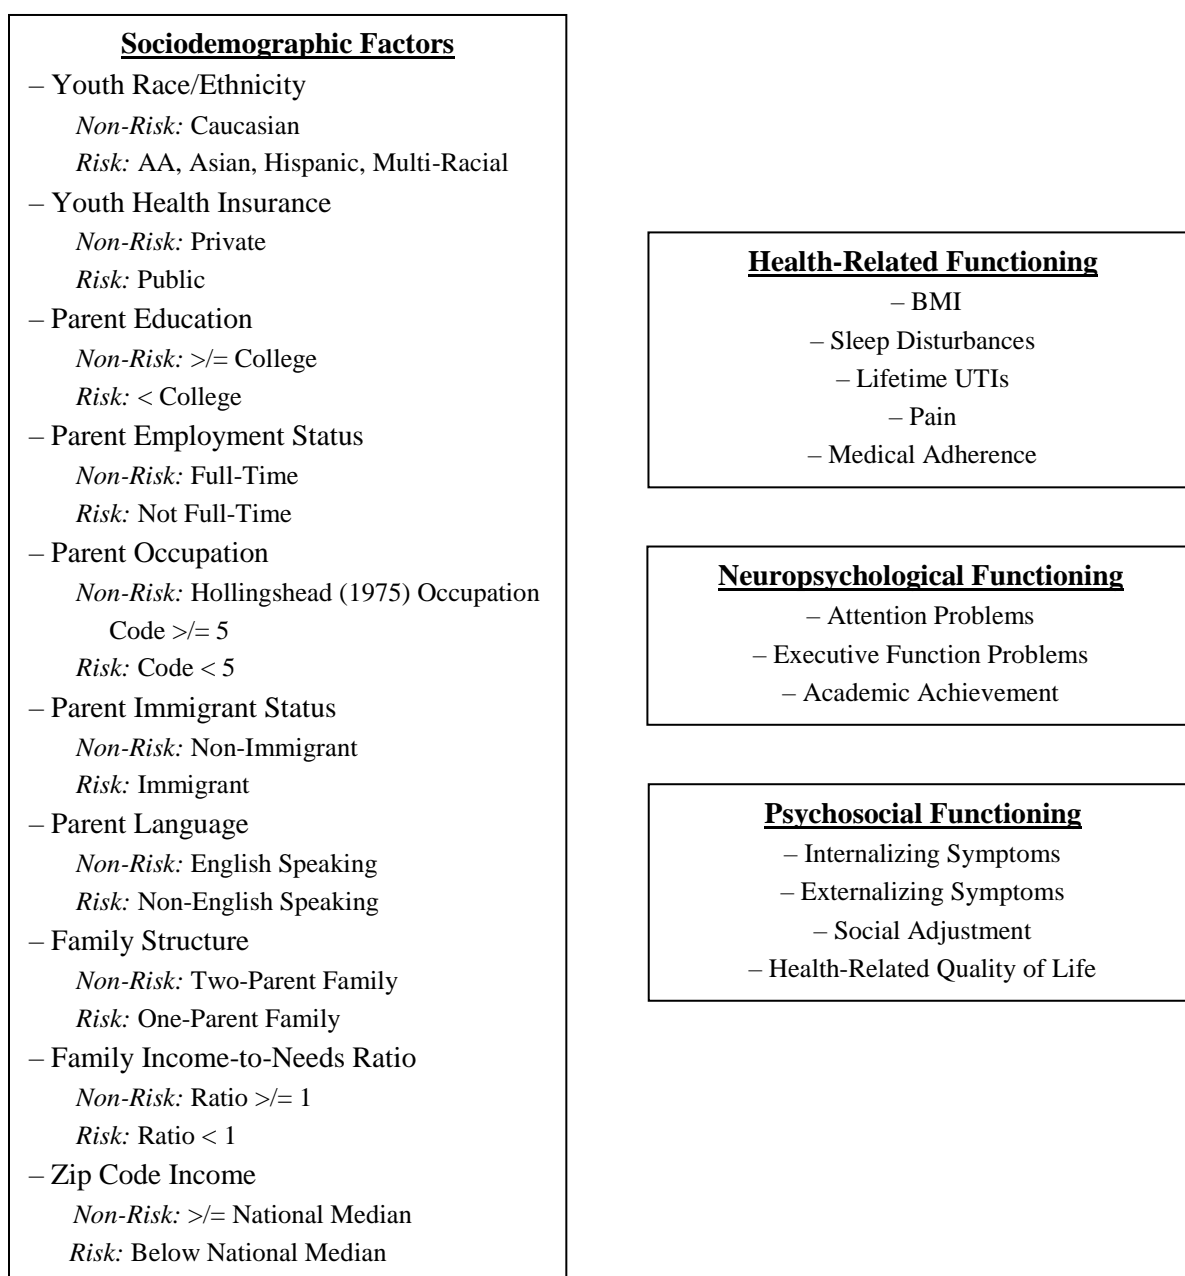 Sociodemographic Factors
– Youth Race/Ethnicity
Non-Risk: Caucasian
Risk: AA, Asian, Hispanic, Multi-Racial
– Youth Health Insurance
Non-Risk: Private
Risk: Public
– Parent Education
Non-Risk: >/= College
Risk: < College
– Parent Employment Status
Non-Risk: Full-Time
Risk: Not Full-Time
– Parent Occupation
Non-Risk: Hollingshead (1975) Occupation
Code >/= 5
Risk: Code < 5
– Parent Immigrant Status
Non-Risk: Non-Immigrant
Risk: Immigrant
– Parent Language
Non-Risk: English Speaking
Risk: Non-English Speaking
– Family Structure
Non-Risk: Two-Parent Family
Risk: One-Parent Family
– Family Income-to-Needs Ratio
Non-Risk: Ratio >/= 1
Risk: Ratio < 1
– Zip Code Income
Non-Risk: >/= National Median
Risk: Below National Median
Health-Related Functioning
– BMI
– Sleep Disturbances
– Lifetime UTIs
– Pain
– Medical Adherence
Neuropsychological Functioning
– Attention Problems
– Executive Function Problems
– Academic Achievement
Psychosocial Functioning
– Internalizing Symptoms
– Externalizing Symptoms
– Social Adjustment
– Health-Related Quality of Life